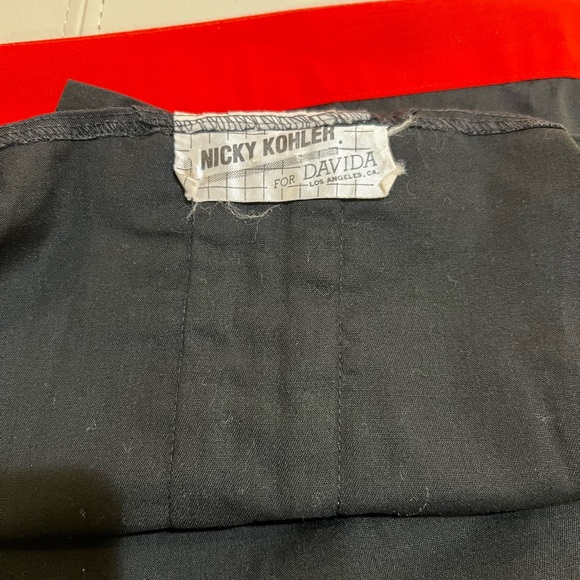 NICKY KOHLER.
FOR DAVIDA
LOS ANGELES, CA.